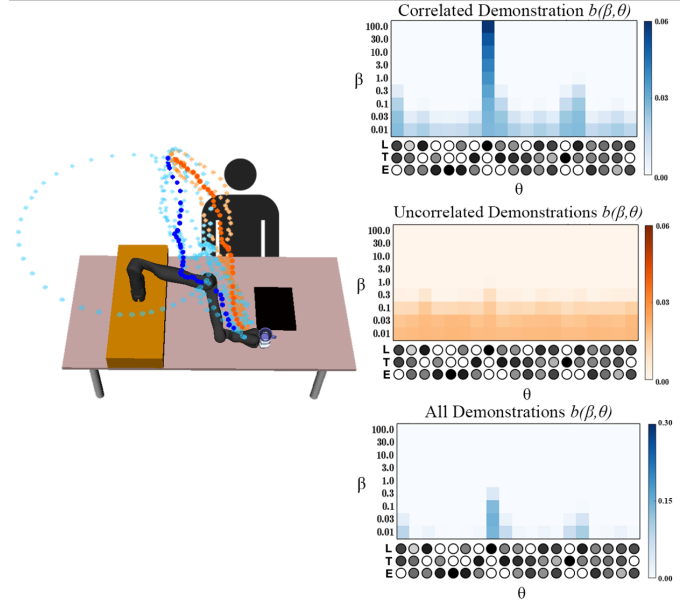 Correlated Demonstration b(β,θ)
100.0
30.0
10.0
3.0
1.0
0.3
0.1
0.03
0.01
β
0.06
0.03
0.00
L
T
E
θ
Uncorrelated Demonstrations b(β,θ)
100.0
30.0
10.0
3.0
1.0
0.3
0.1
0.03
0.01
β
0.06
0.03
0.00
L
T
E
θ
All Demonstrations b(β,θ)
100.0
30.0
10.0
3.0
1.0
0.3
0.1
0.03
0.01
β
0.30
0.15
0.00
L
T
E
θ